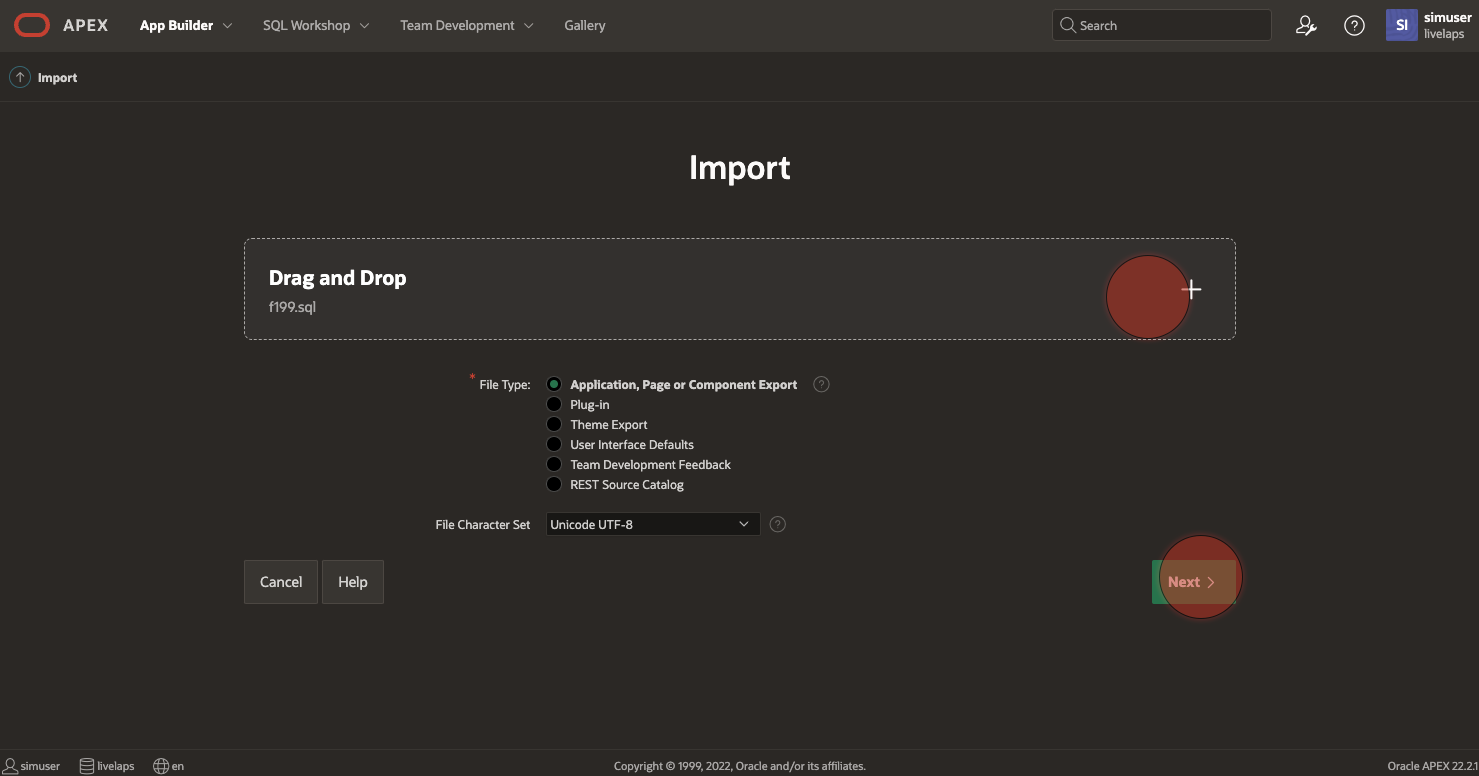 APEX App Builder SQL Workshop Team Development Gallery Search ? SI simuser
livelaps
Import
Import
Drag and Drop
f199.sql
* File Type: Application, Page or Component Export ?
Plug-in
Theme Export
User Interface Defaults
Team Development Feedback
REST Source Catalog
File Character Set Unicode UTF-8 ?
Cancel Help Next
simuser livelaps en Copyright © 1999, 2022, Oracle and/or its affiliates. Oracle APEX 22.2.1